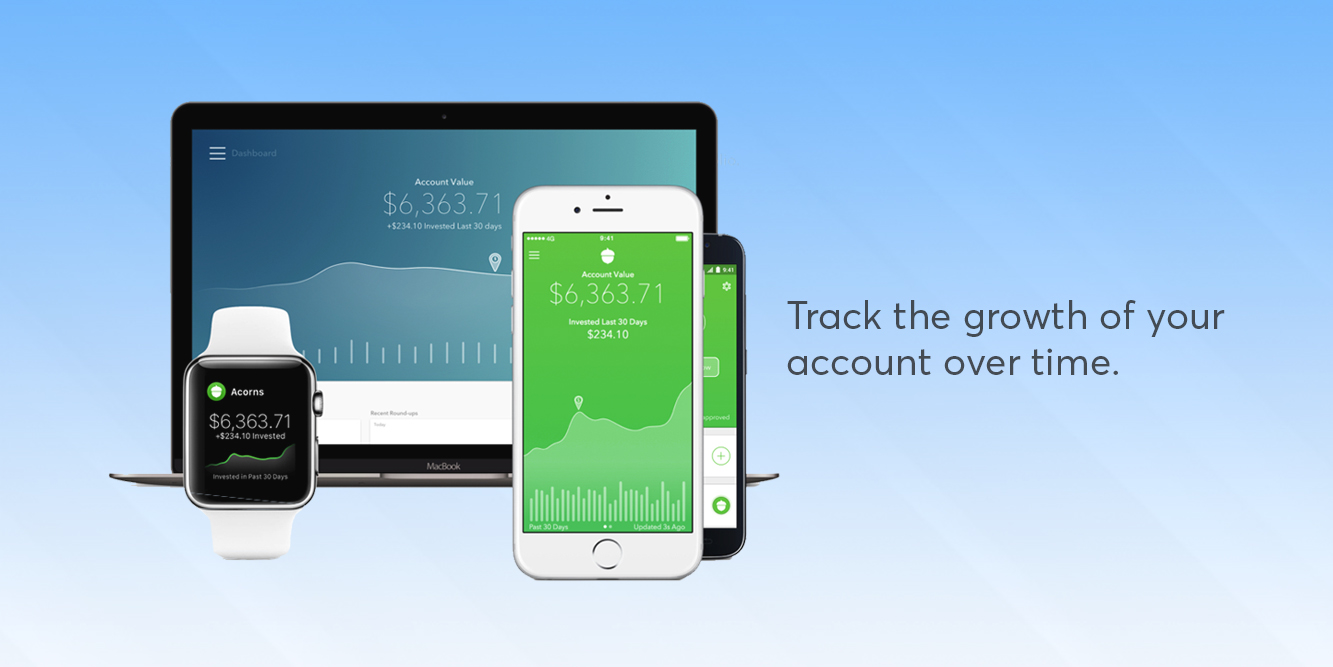 Dashboard
Account Value
$6,363.71
+$234.10 Invested Last 30 days
Recent Round-ups
Today
MacBook
Acorns
$6,363.71
+$234.10 Invested
Invested in Past 30 Days
4G 9:41
Account Value
$6,363.71
Invested Last 30 Days
$234.10
Past 30 Days Updated 3s Ago
9:41
approved
Track the growth of your
account over time.